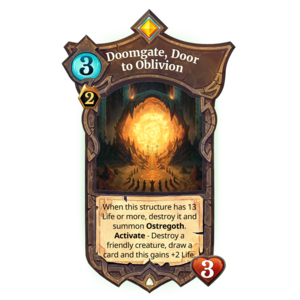 Doomgate, Door
to Oblivion
3
2
When this structure has 13
Life or more, destroy it and
summon Ostregoth.
Activate - Destroy a
friendly creature, draw a
card and this gains +2 Life.
3